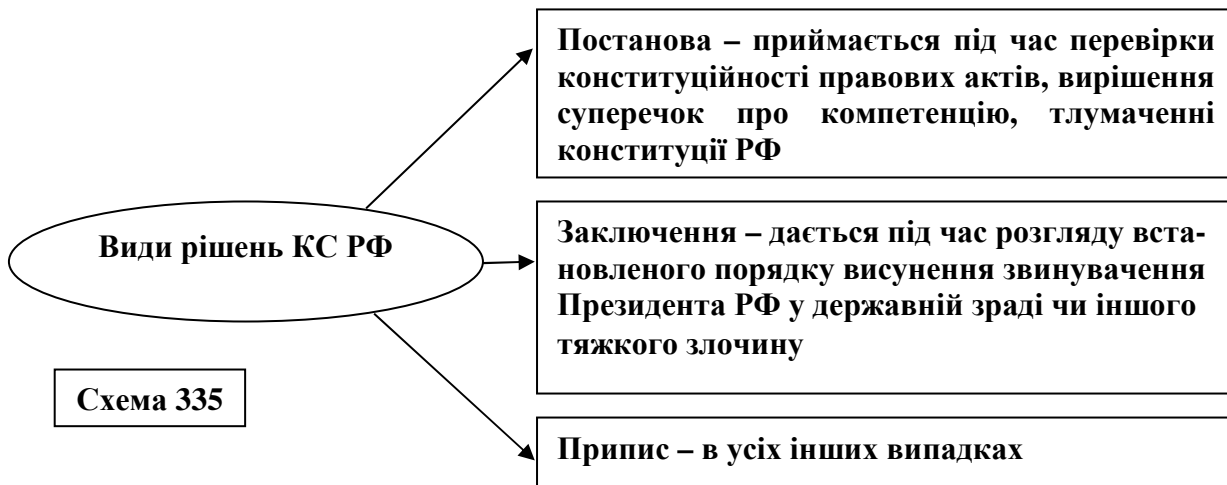 Постанова – приймається під час перевірки
конституційності правових актів, вирішення
суперечок про компетенцію, тлумаченні
конституції РФ
Види рішень КС РФ
Заключення – дається під час розгляду вста-
новленого порядку висунення звинувачення
Президента РФ у державній зраді чи іншого
тяжкого злочину
Схема 335
Припис – в усіх інших випадках